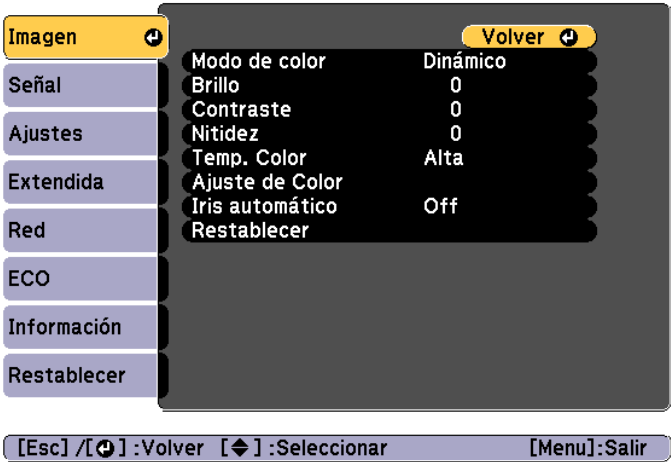 Imagen
Señal
Ajustes
Extendida
Red
ECO
Información
Restablecer
Volver
Modo de color Dinámico
Brillo 0
Contraste 0
Nitidez 0
Temp. Color Alta
Ajuste de Color
Iris automático Off
Restablecer
[Esc] /[ ] :Volver [ ] :Seleccionar [Menu]:Salir